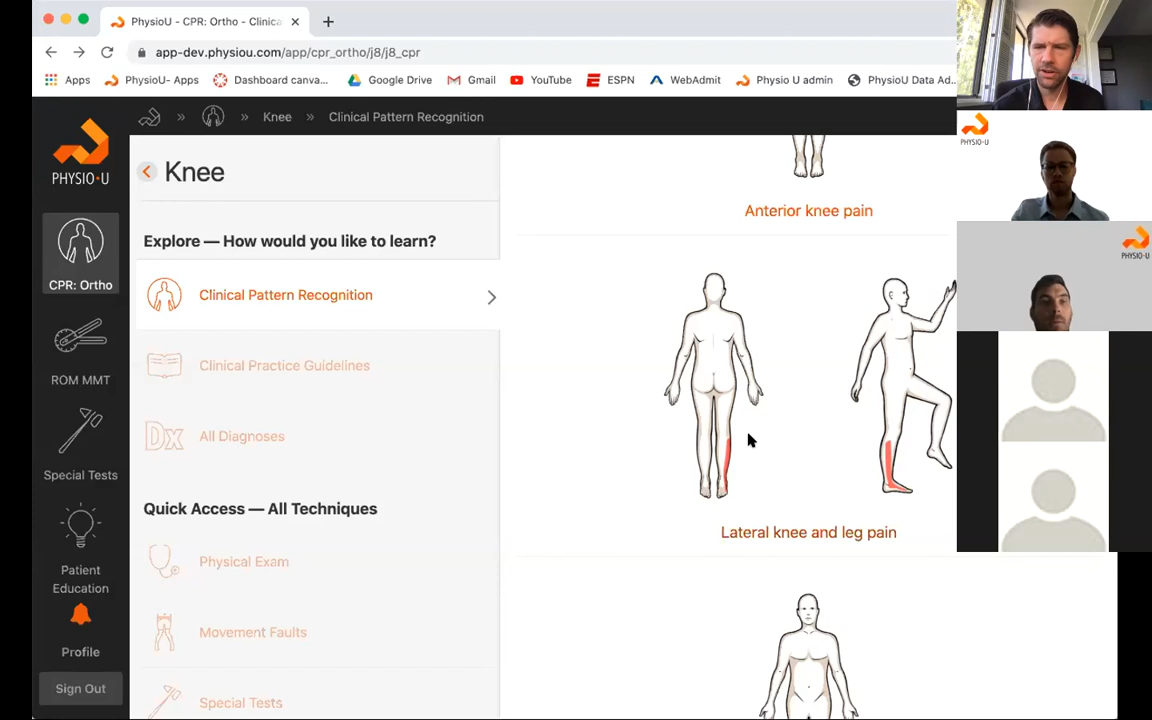 PhysioU - CPR: Ortho - Clinica
app-dev.physiou.com/app/cpr_ortho/j8/j8_cpr
Apps
PhysioU- Apps
Dashboard canva...
Google Drive
Gmail
YouTube
ESPN
WebAdmit
Physio U admin
PhysioU Data Ad..
» » Knee » Clinical Pattern Recognition
PHYSIO·U
CPR: Ortho
ROM MMT
Special Tests
Patient
Education
Profile
Sign Out
Knee
Explore — How would you like to learn?
Clinical Pattern Recognition
Clinical Practice Guidelines
Dx All Diagnoses
Quick Access — All Techniques
Physical Exam
Movement Faults
Special Tests
Anterior knee pain
Lateral knee and leg pain
PHYSIO·U
PHYSIO·U